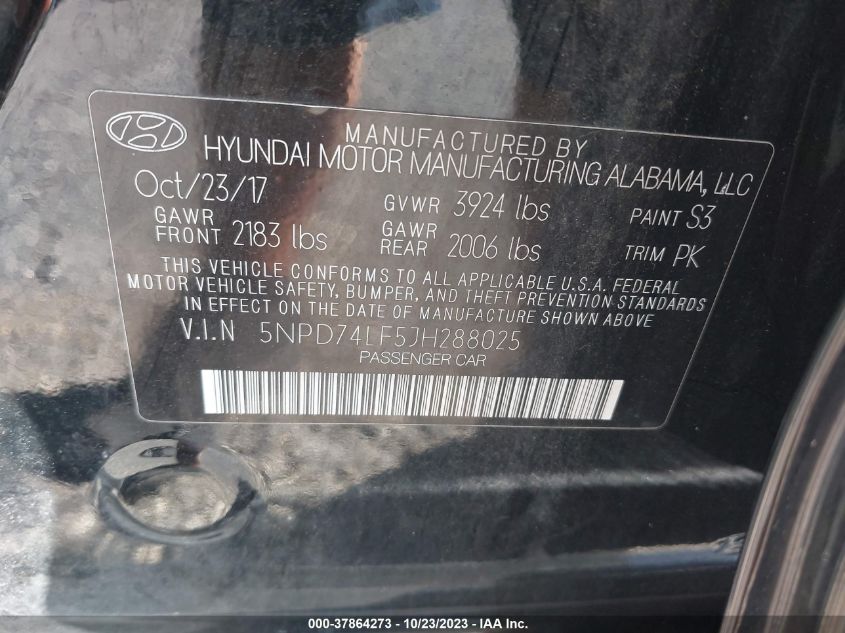 MANUFACTURED BY
HYUNDAI MOTOR MANUFACTURING ALABAMA, LLC
Oct/23/17 GVWR 3924 lbs PAINT S3
GAWR FRONT 2183 lbs GAWR REAR 2006 lbs TRIM PK
THIS VEHICLE CONFORMS TO ALL APPLICABLE U.S.A. FEDERAL
MOTOR VEHICLE SAFETY, BUMPER, AND THEFT PREVENTION STANDARDS
IN EFFECT ON THE DATE OF MANUFACTURE SHOWN ABOVE
V.I.N 5NPD74LF5JH288025
PASSENGER CAR
000-37864273 - 10/23/2023 - IAA Inc.